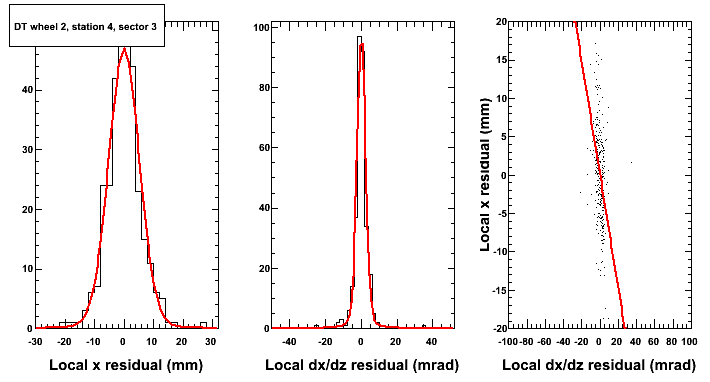 DT wheel 2, station 4, sector 3
40
30
20
10
0
-30 -20 -10 0 10 20 30
Local x residual (mm)
100
80
60
40
20
0
-40 -20 0 20 40
Local dx/dz residual (mrad)
20
15
10
5
0
-5
-10
-15
-20
-100 -80 -60 -40 -20 0 20 40 60 80 100
Local x residual (mm)
Local dx/dz residual (mrad)